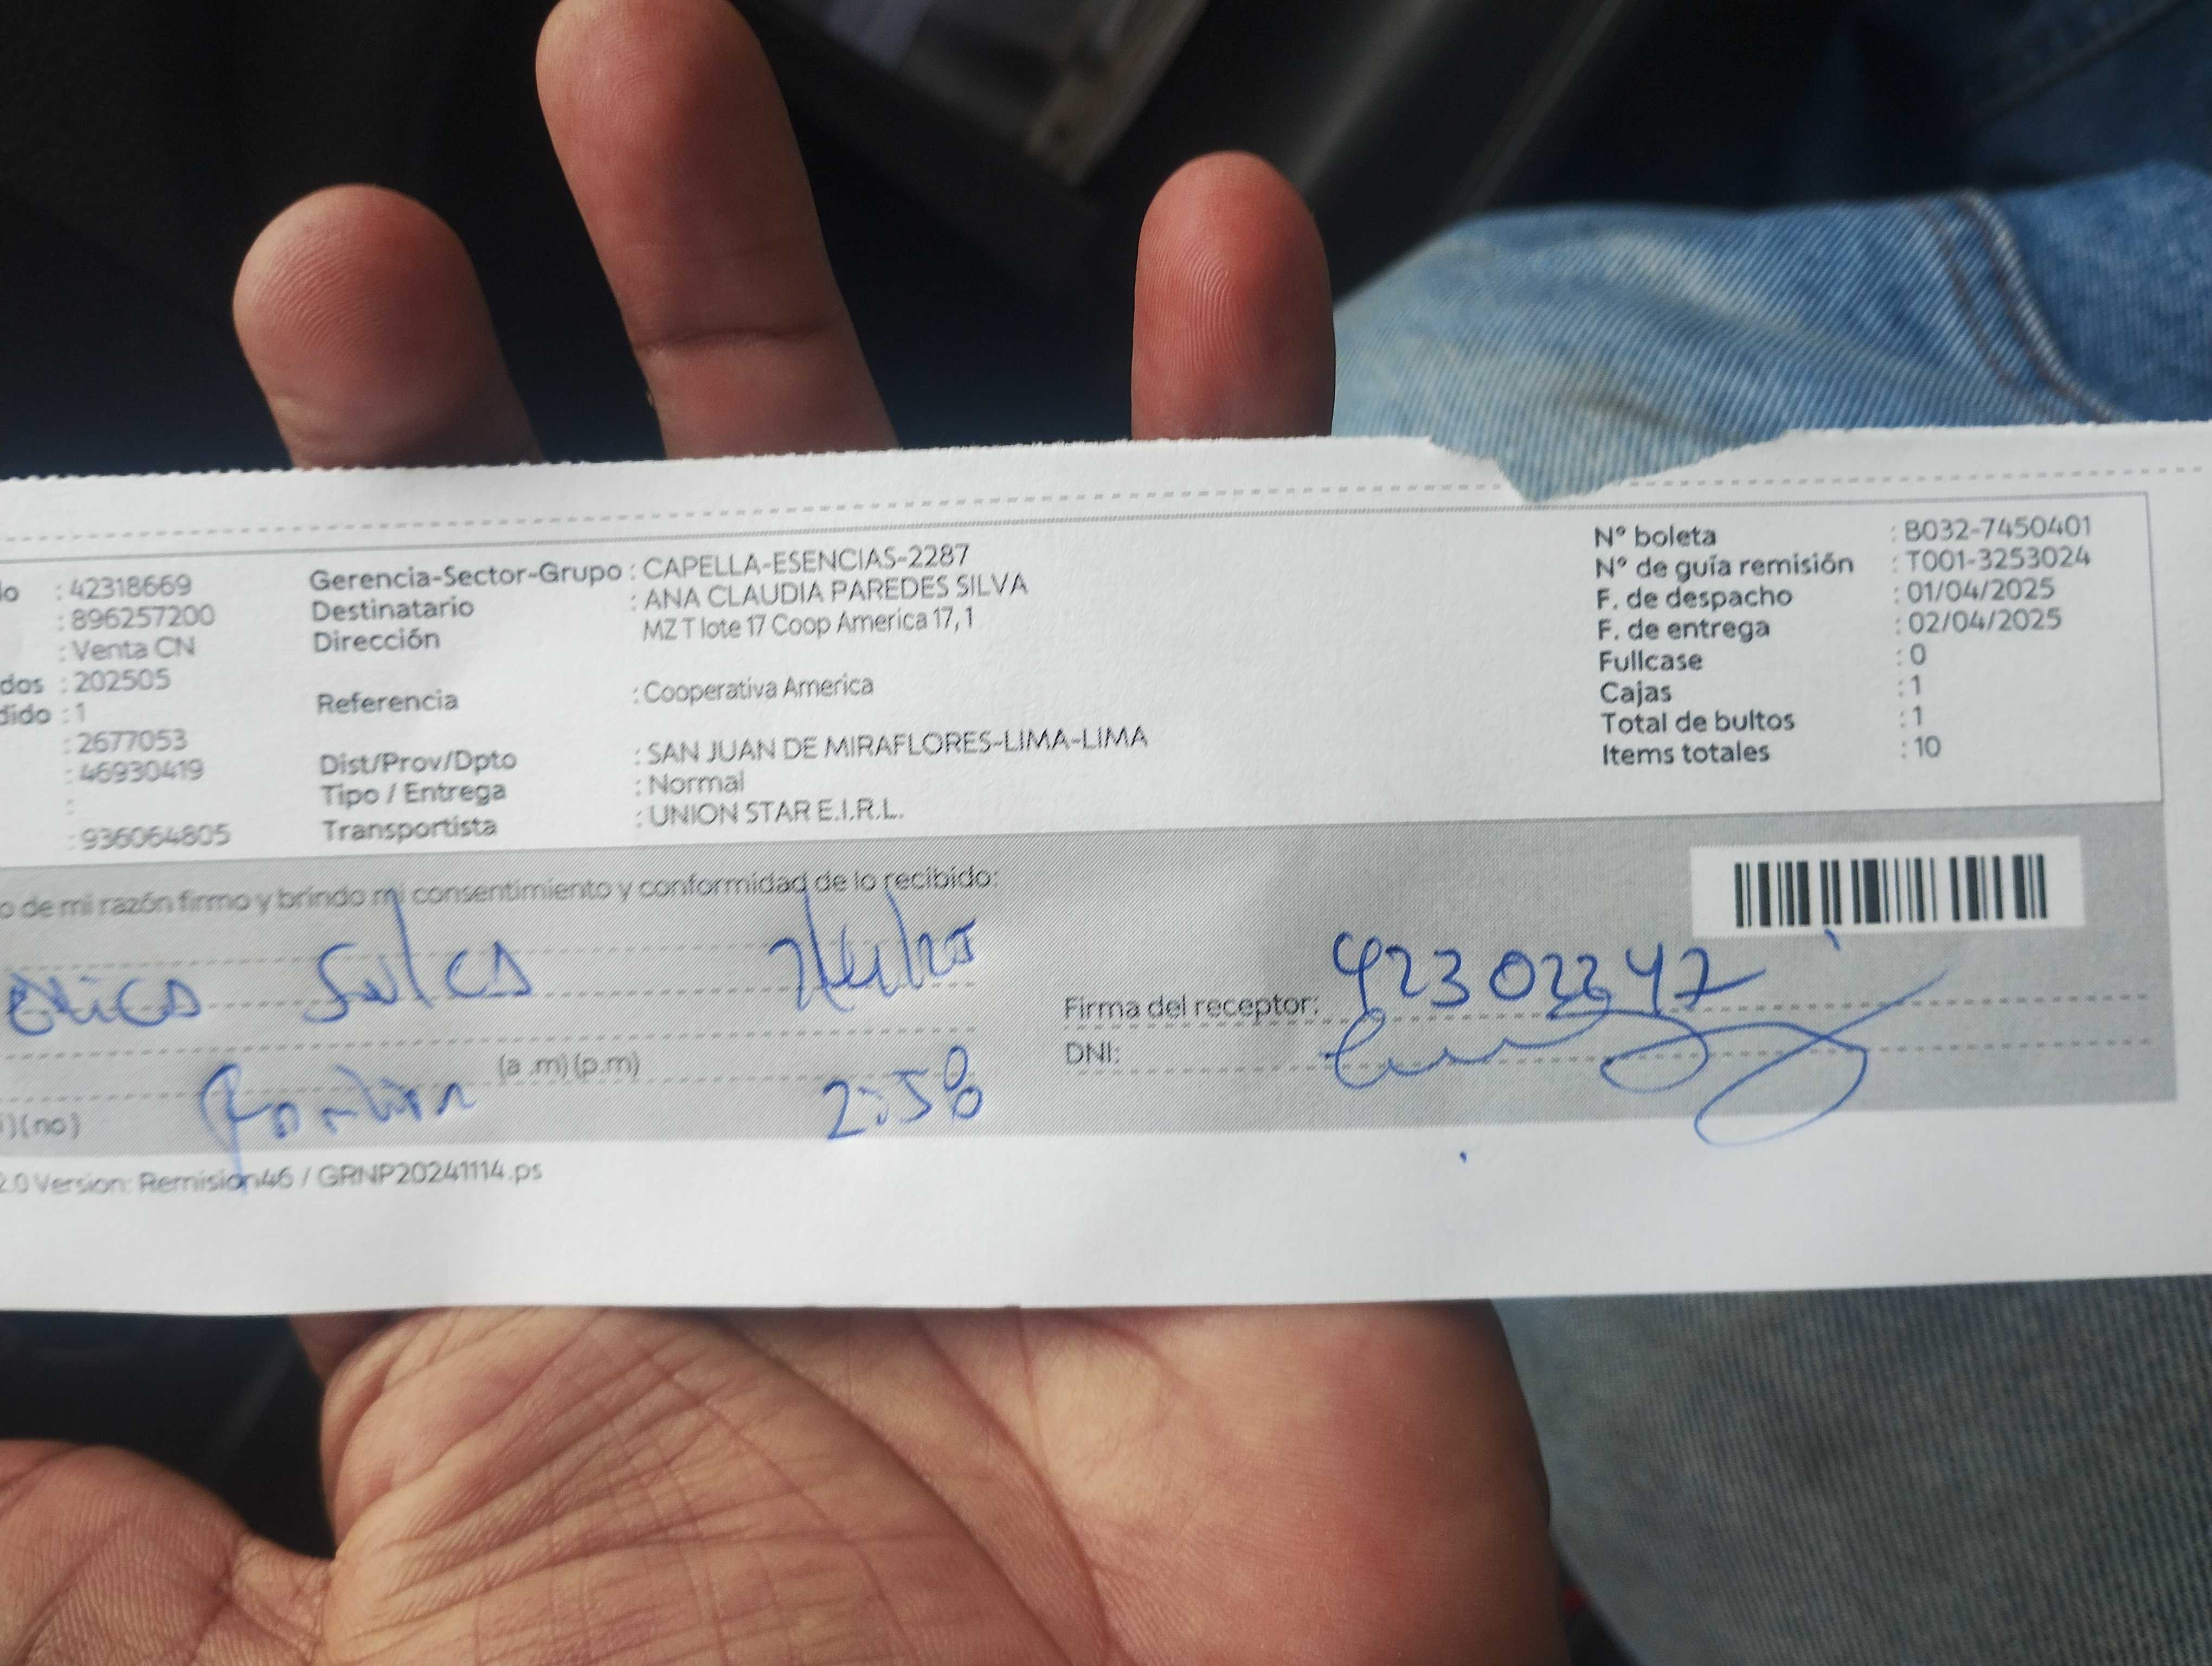 do : 42318669
: 896257200
: Venta CN
dos : 202505
dido : 1
: 2677053
: 46930419
:
: 936064805
Gerencia-Sector-Grupo : CAPELLA-ESENCIAS-2287
Destinatario : ANA CLAUDIA PAREDES SILVA
Dirección MZ T lote 17 Coop America 17, 1
Referencia : Cooperativa America
Dist/Prov/Dpto : SAN JUAN DE MIRAFLORES-LIMA-LIMA
Tipo / Entrega : Normal
Transportista : UNION STAR E.I.R.L.
N° boleta : B032-7450401
N° de guía remisión : T001-3253024
F. de despacho : 01/04/2025
F. de entrega : 02/04/2025
Fullcase : 0
Cajas : 1
Total de bultos : 1
Items totales : 10
o de mi razón firmo y brindo mi consentimiento y conformidad de lo recibido:
Firma del receptor:
DNI:
(a .m) (p.m) 2:58
)(no)
2.0 Version: Remision46 / GRNP20241114.ps